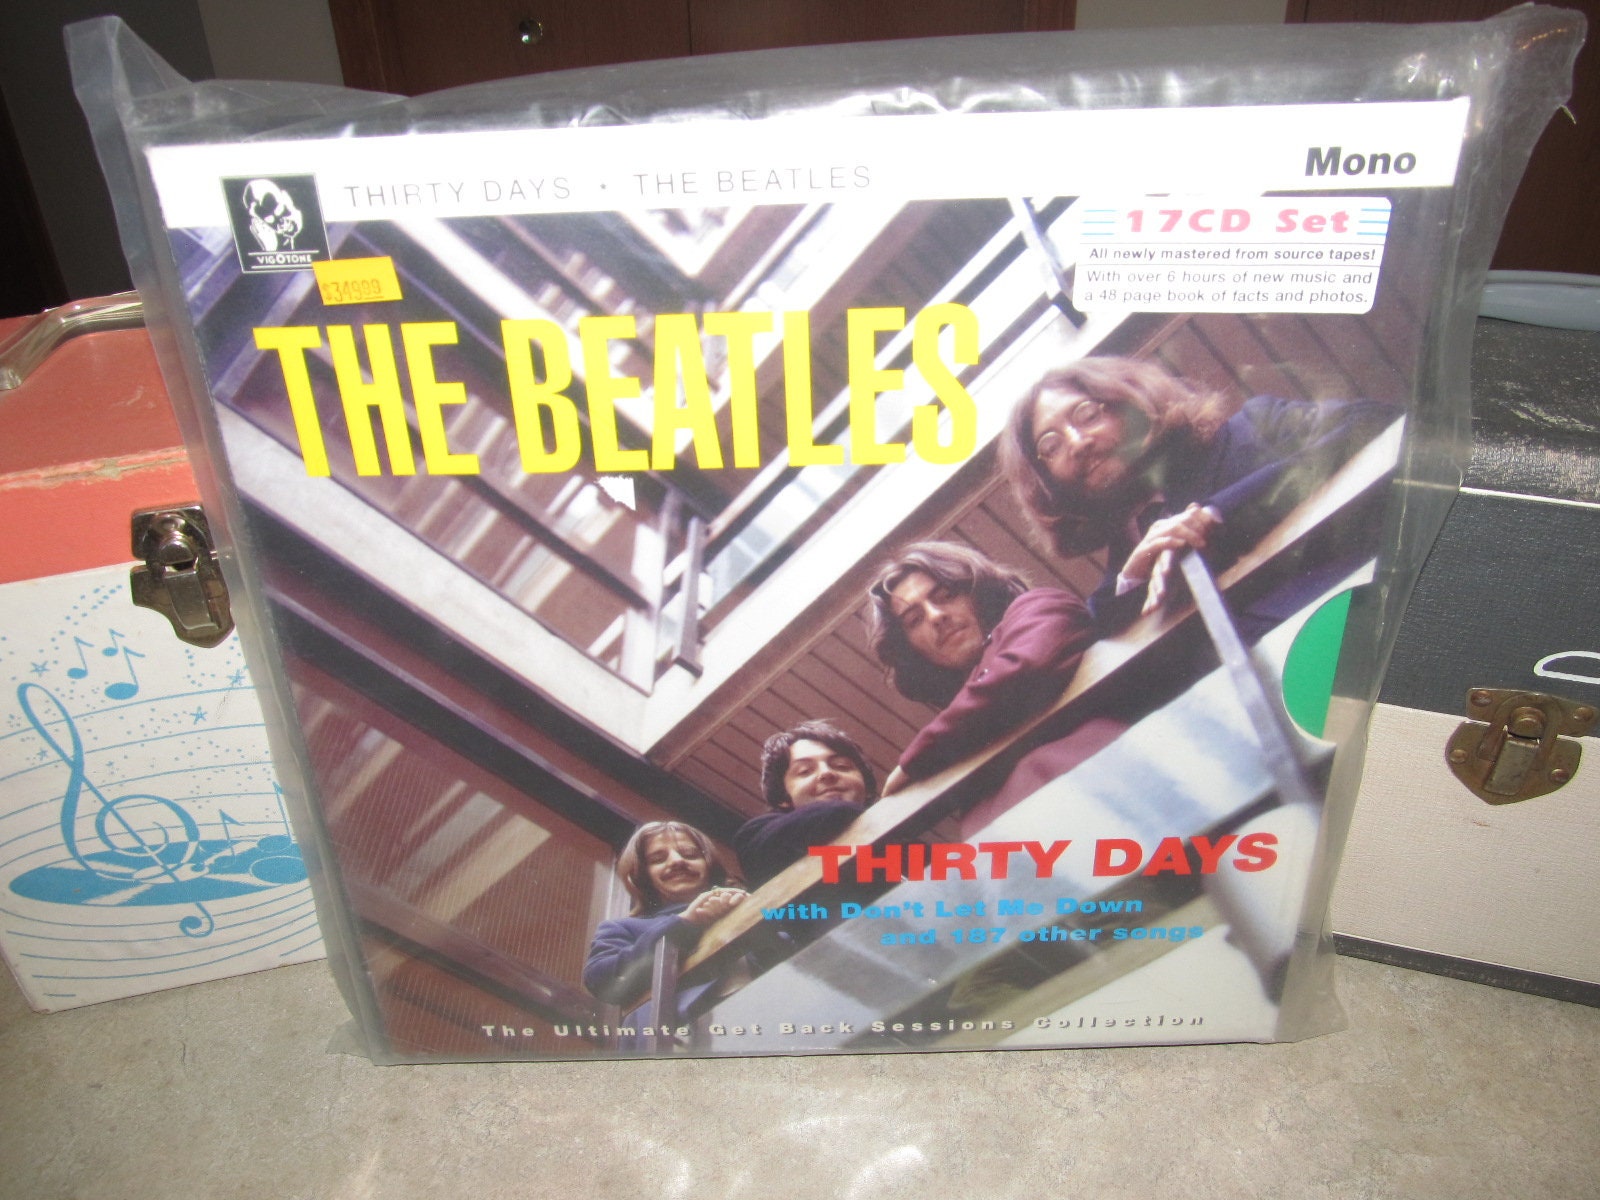 THIRTY DAYS • THE BEATLES
Mono
VIGOTONE
$349.99
17CD Set
All newly mastered from source tapes!
With over 6 hours of new music and
a 48 page book of facts and photos.
THE BEATLES
THIRTY DAYS
with Don't Let Me Down
and 187 other songs
The Ultimate Get Back Sessions Collection